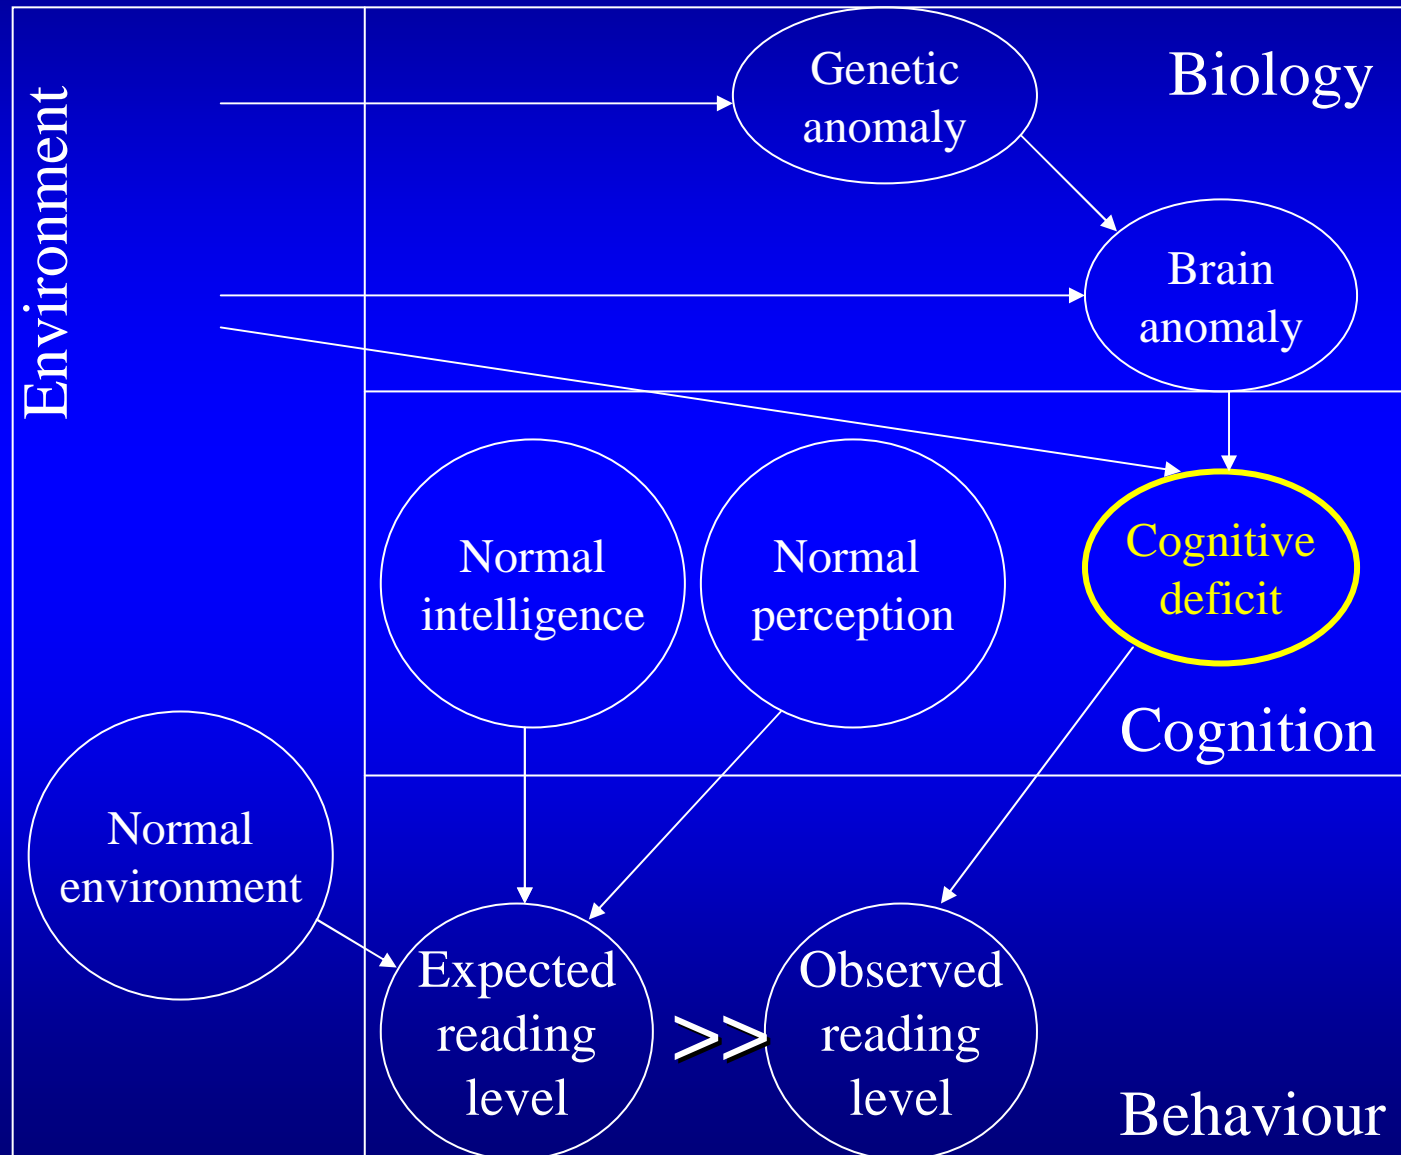 Environment
Genetic
anomaly
Biology
Brain
anomaly
Normal
intelligence
Normal
perception
Cognitive
deficit
Cognition
Normal
environment
Expected
reading
level
>>
Observed
reading
level
Behaviour